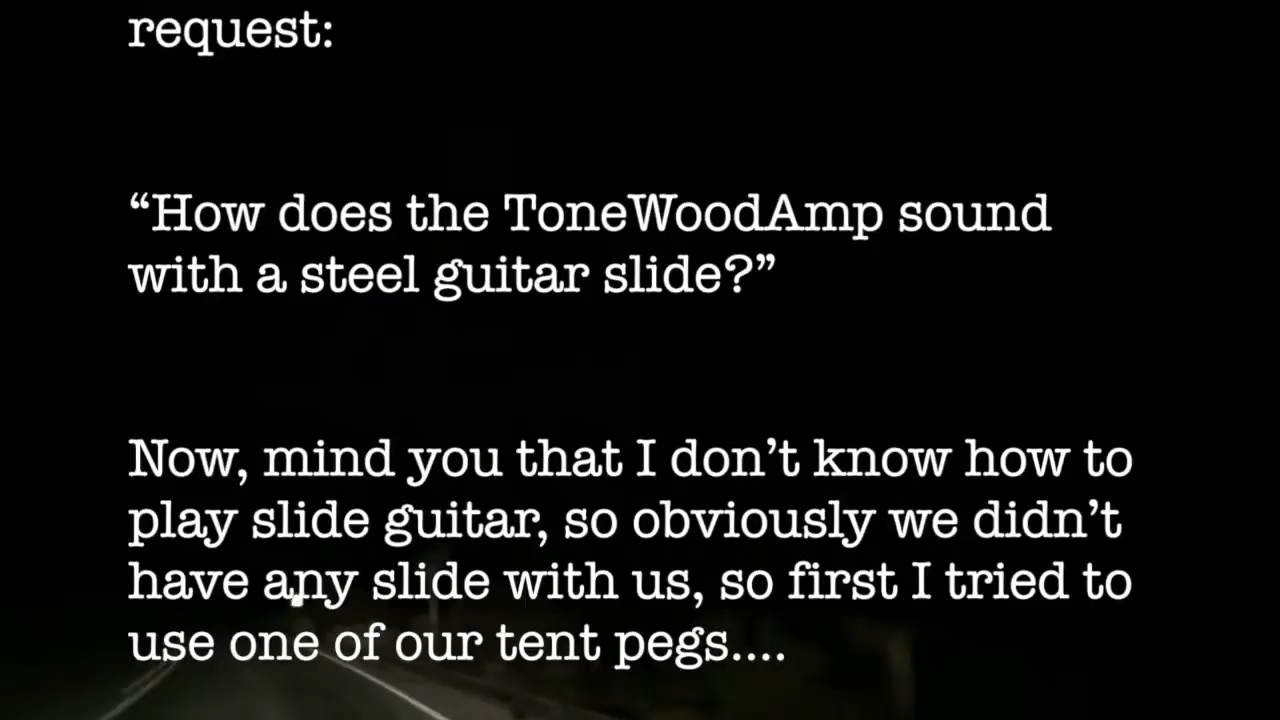 request:
“How does the ToneWoodAmp sound
with a steel guitar slide?”
Now, mind you that I don’t know how to
play slide guitar, so obviously we didn’t
have any slide with us, so first I tried to
use one of our tent pegs....